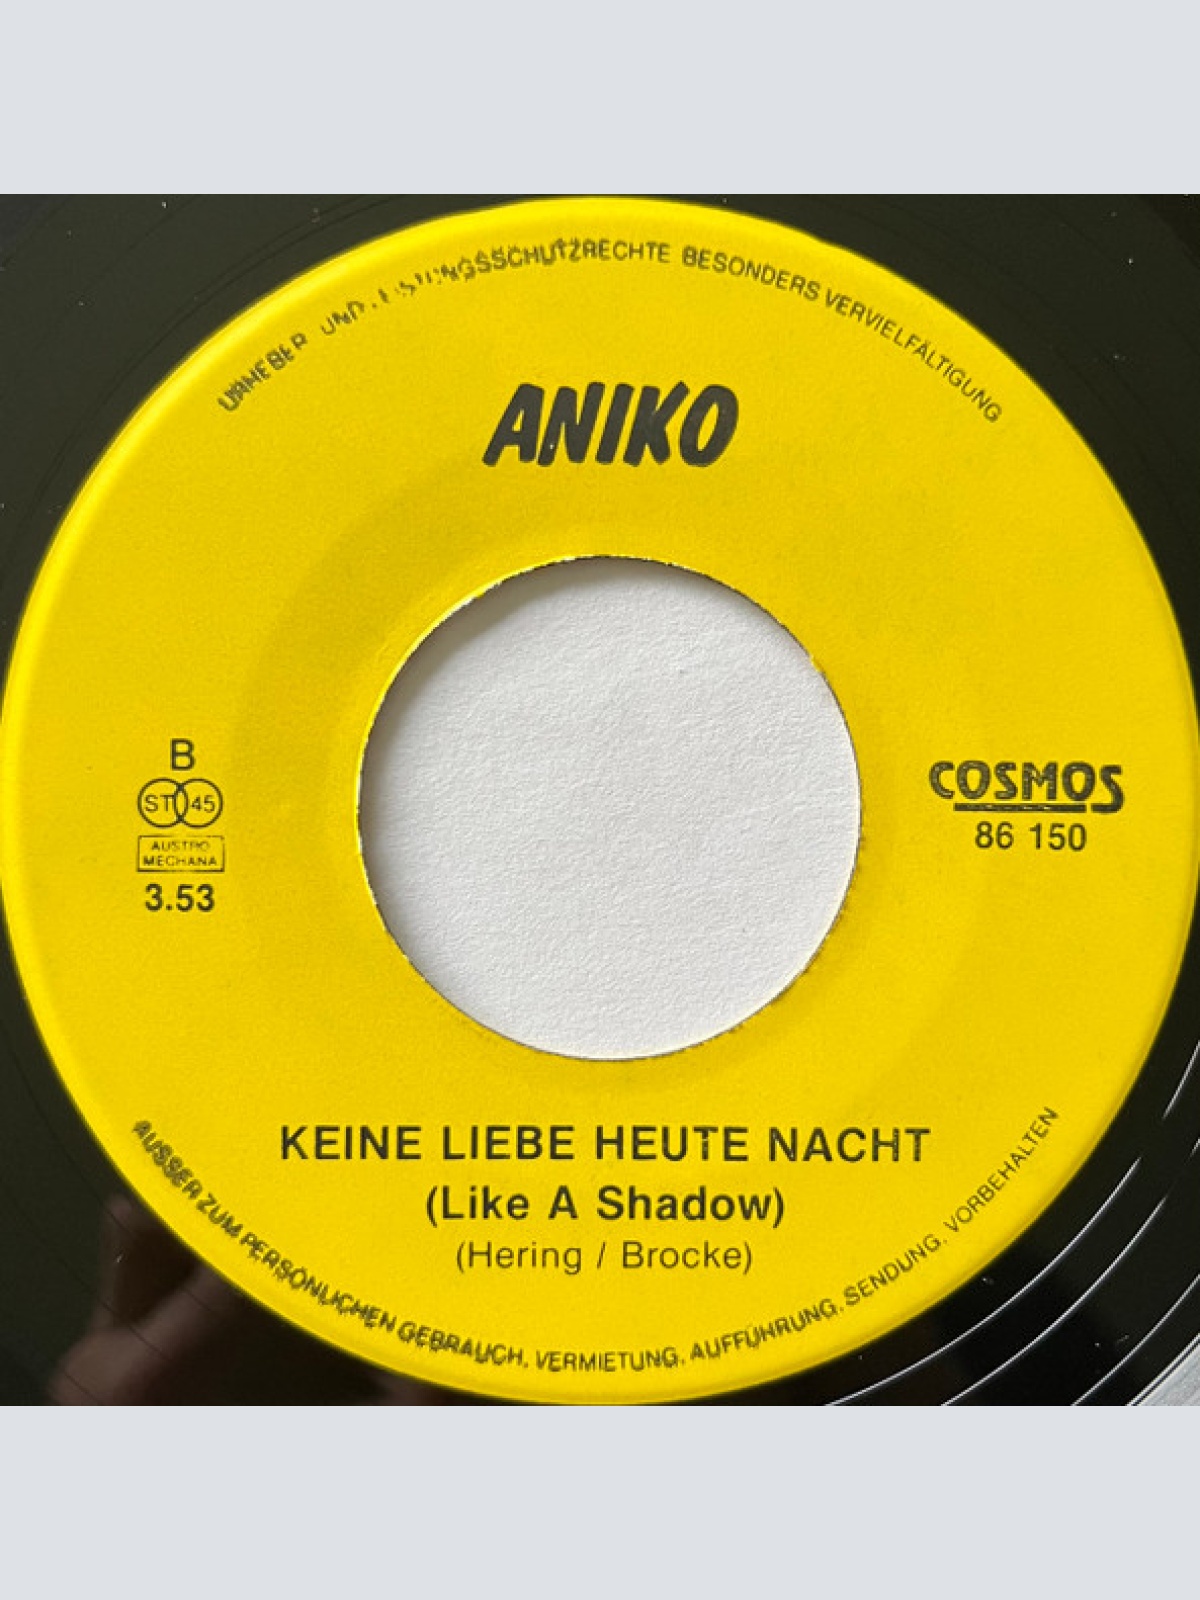 URHEBER UND LEISTUNGSSCHUTZRECHTE BESONDERS VERVIELFÄLTIGUNG
ANIKO
B
ST 45
AUSTRO
MECHANA
3.53
COSMOS
86 150
KEINE LIEBE HEUTE NACHT
(Like A Shadow)
(Hering / Brocke)
AUSSER ZUM PERSÖNLICHEN GEBRAUCH, VERMIETUNG, AUFFÜHRUNG, SENDUNG, VORBEHALTEN